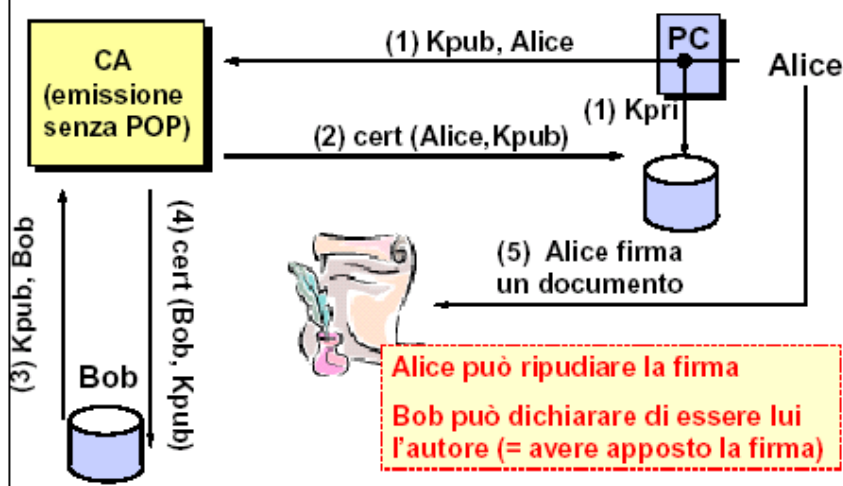 (1) Kpub, Alice
PC
Alice
CA
(emissione
senza POP)
(1) Kpri
(2) cert (Alice,Kpub)
(3) Kpub, Bob
(4) cert (Bob, Kpub)
(5) Alice firma
un documento
Bob
Alice può ripudiare la firma
Bob può dichiarare di essere lui
l'autore (= avere apposto la firma)